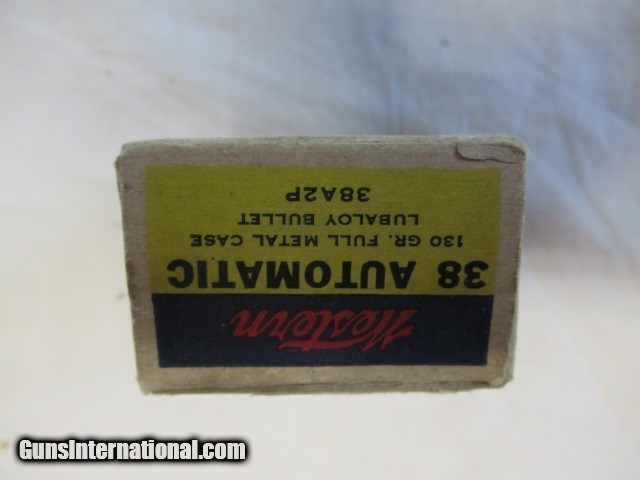 Western
38 AUTOMATIC
130 GR. FULL METAL CASE
LUBALOY BULLET
38A2P
GunsInternational.com